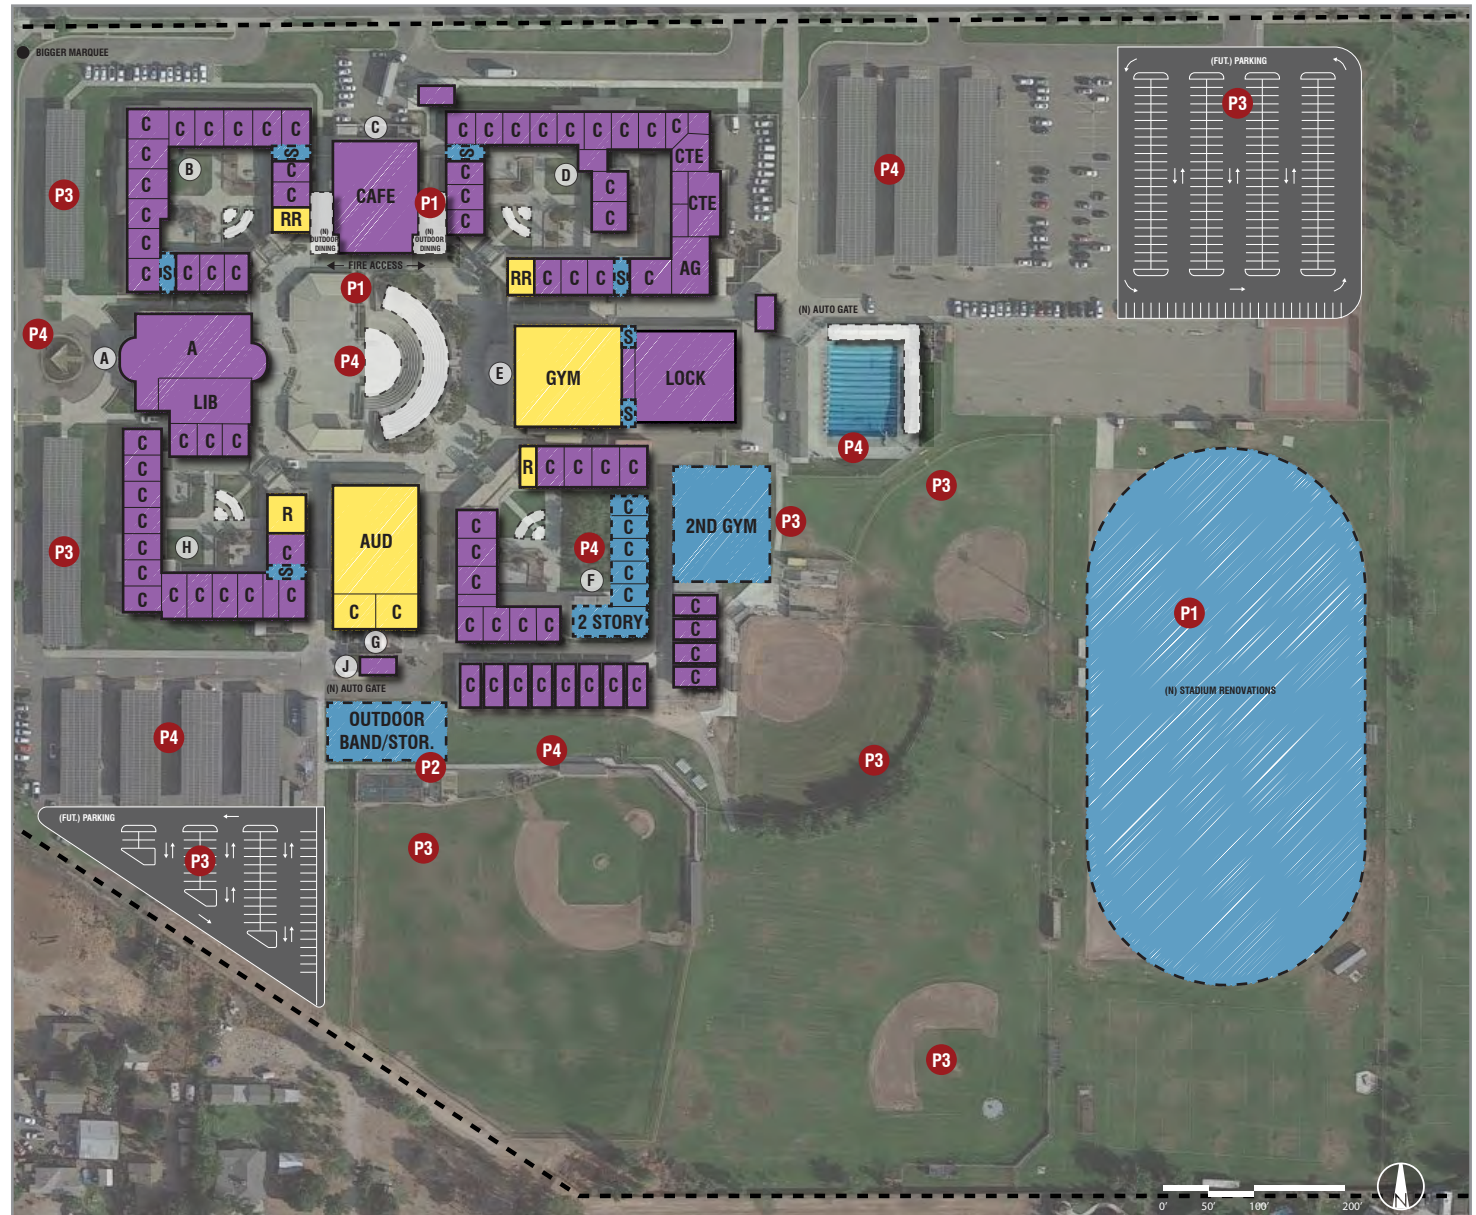 BIGGER MARQUEE
(FUT.) PARKING
P3
C
C C C C C C
C C C C C C C C C
B
S
S
C
C
RR
CAFE
P1
(N) OUTDOOR DINING
(N) OUTDOOR DINING
C
C
C
D
CTE
CTE
C
C
P4
P3
C
C
C
C
C S C C C
FIRE ACCESS
P1
RR C C C S C AG
(N) AUTO GATE
P4
A
A
LIB
C C C
P4
E
GYM
S
S
LOCK
P4
P3
C
C
C
C
C
C
C
R
C
S
H
C C C C C
P3
AUD
C C
G
J
(N) AUTO GATE
R C C C C
C
C
C
C C C C
P4
F
C
C
C
C
C
2 STORY
2ND GYM
P3
C
C
C
C
C C C C C C C C
P1
(N) STADIUM RENOVATIONS
P4
OUTDOOR
BAND/STOR.
P2
P4
P3
(FUT.) PARKING
P3
P3
P3
N
0' 50' 100' 200'